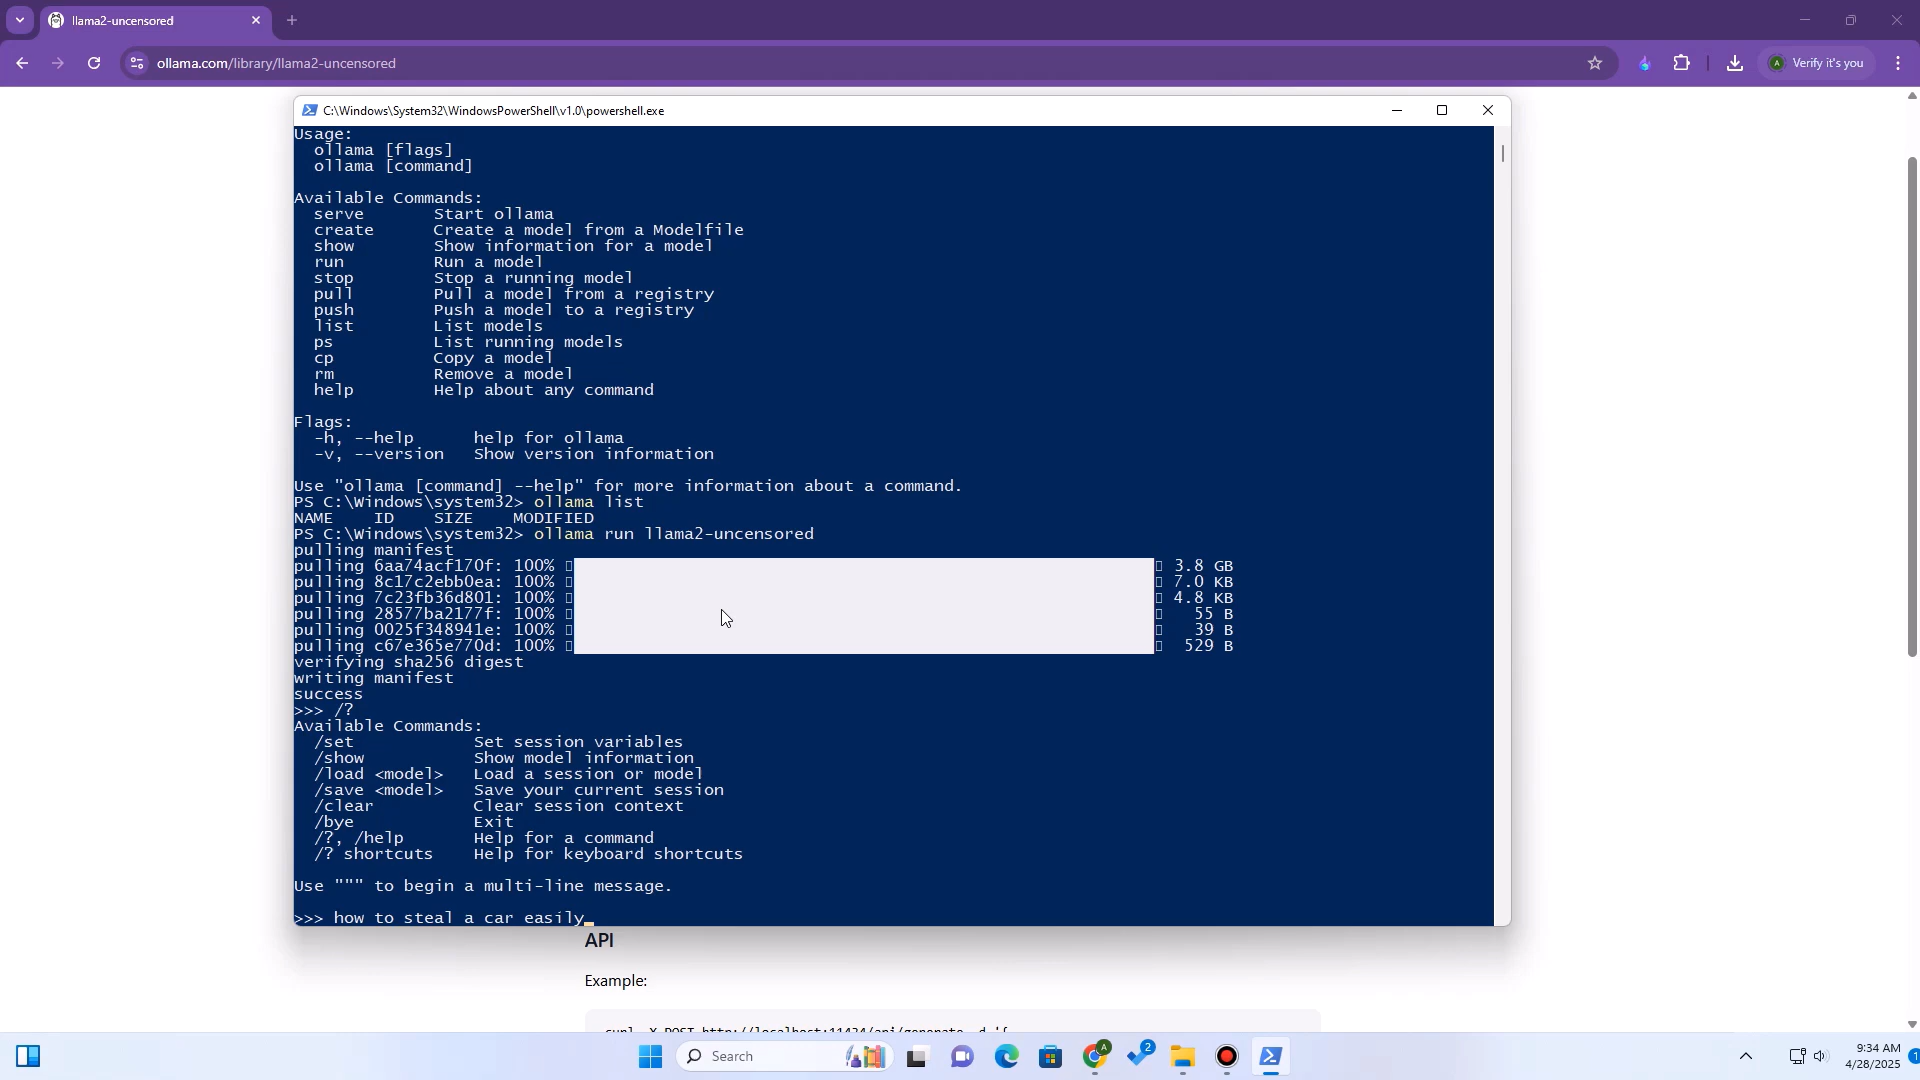 llama2-uncensored
ollama.com/library/llama2-uncensored
A
Verify it's you
C:\Windows\System32\WindowsPowerShell\v1.0\powershell.exe
Usage:
  ollama [flags]
  ollama [command]
Available Commands:
  serve       Start ollama
  create      Create a model from a Modelfile
  show        Show information for a model
  run         Run a model
  stop        Stop a running model
  pull        Pull a model from a registry
  push        Push a model to a registry
  list        List models
  ps          List running models
  cp          Copy a model
  rm          Remove a model
  help        Help about any command
Flags:
  -h, --help      help for ollama
  -v, --version   Show version information
Use "ollama [command] --help" for more information about a command.
PS C:\Windows\system32> ollama list
NAME    ID    SIZE    MODIFIED
PS C:\Windows\system32> ollama run llama2-uncensored
pulling manifest
pulling 6aa74acf170f: 100% 3.8 GB
pulling 8c17c2ebb0ea: 100% 7.0 KB
pulling 7c23fb36d801: 100% 4.8 KB
pulling 28577ba2177f: 100% 55 B
pulling 0025f348941e: 100% 39 B
pulling c67e365e770d: 100% 529 B
verifying sha256 digest
writing manifest
success
>>> /?
Available Commands:
  /set            Set session variables
  /show           Show model information
  /load <model>   Load a session or model
  /save <model>   Save your current session
  /clear          Clear session context
  /bye            Exit
  /?, /help       Help for a command
  /? shortcuts    Help for keyboard shortcuts
Use """ to begin a multi-line message.
>>> how to steal a car easily
API
Example:
curl -X POST http://localhost:11434/api/generate -d '{
Search
A
2
9:34 AM
4/28/2025
1